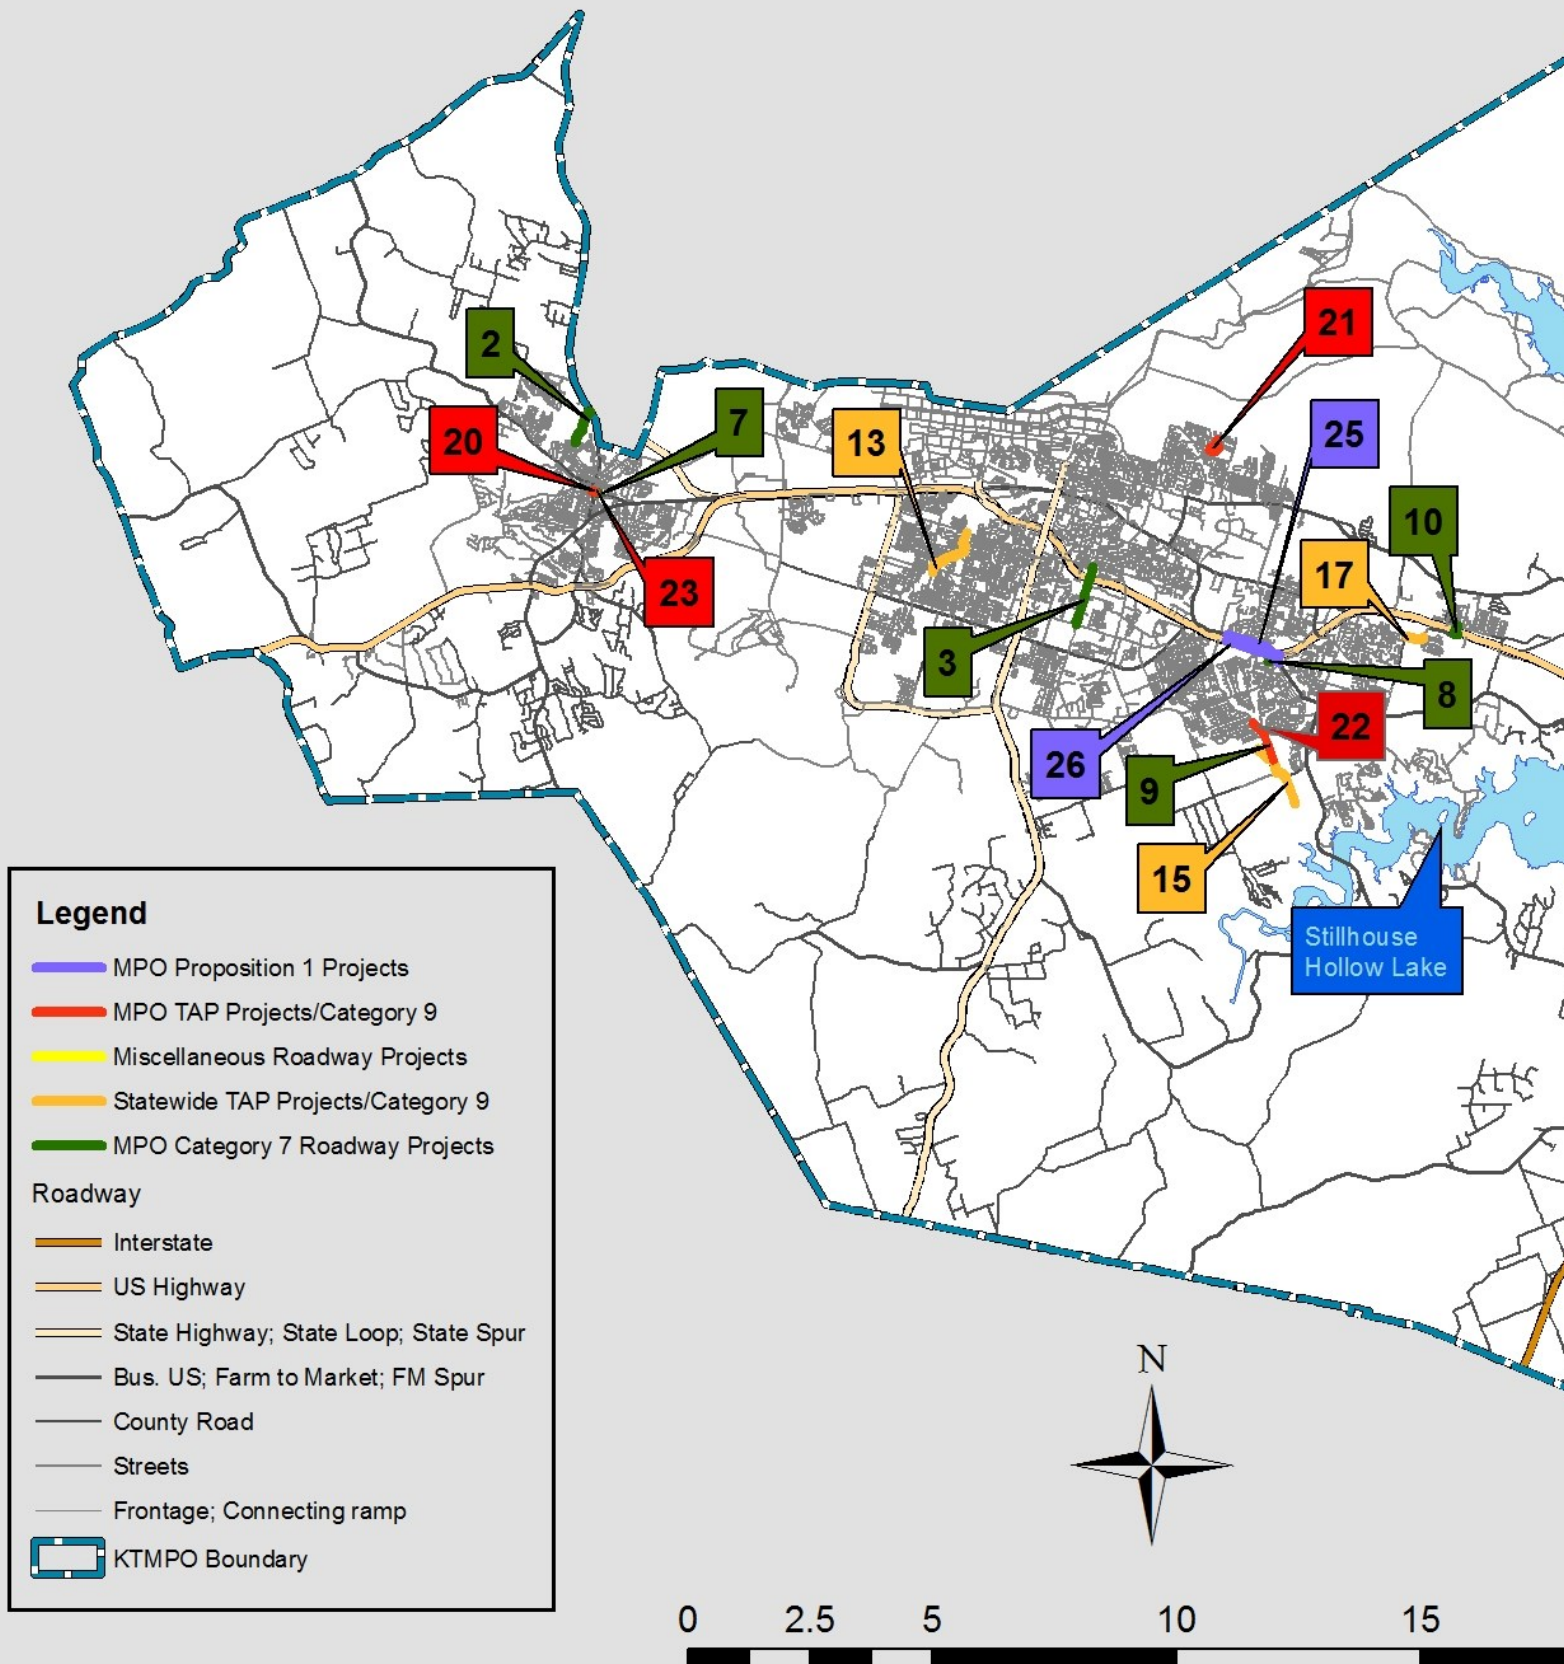 2
21
7
20
13
25
10
17
23
3
8
22
26
9
15
Stillhouse
Hollow Lake
Legend
MPO Proposition 1 Projects
MPO TAP Projects/Category 9
Miscellaneous Roadway Projects
Statewide TAP Projects/Category 9
MPO Category 7 Roadway Projects
Roadway
Interstate
US Highway
State Highway; State Loop; State Spur
Bus. US; Farm to Market; FM Spur
County Road
Streets
Frontage; Connecting ramp
KTMPO Boundary
N
0 2.5 5 10 15